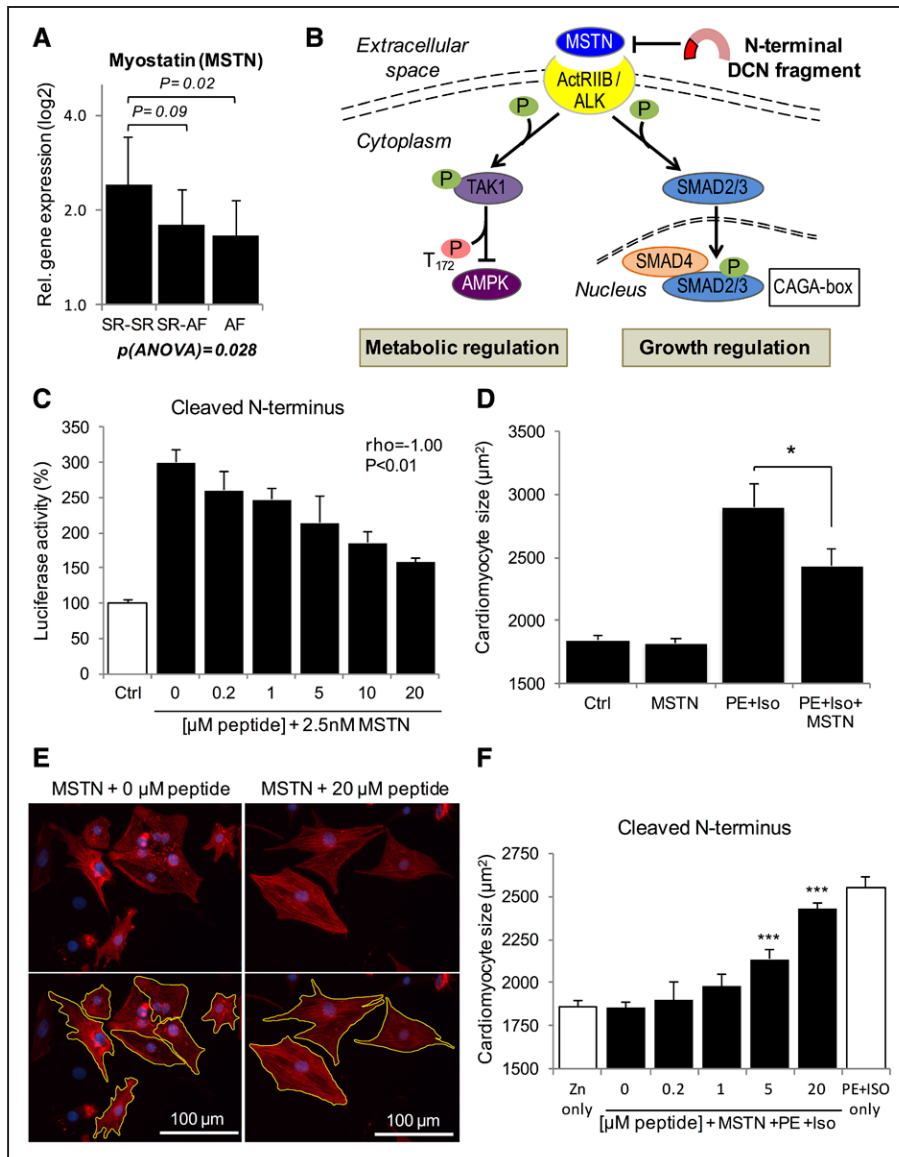 A
Myostatin (MSTN)
P=0.02
P=0.09
Rel. gene expression (log2)
4.0
2.0
1.0
SR-SR SR-AF AF
p(ANOVA)=0.028
B
Extracellular
space
MSTN
ActRIIB /
ALK
N-terminal
DCN fragment
P
P
Cytoplasm
P
TAK1
SMAD2/3
P
T172
AMPK
SMAD4
P
SMAD2/3
CAGA-box
Nucleus
Metabolic regulation
Growth regulation
C
Cleaved N-terminus
rho=-1.00
P<0.01
Luciferase activity (%)
350
300
250
200
150
100
50
0
Ctrl 0 0.2 1 5 10 20
[µM peptide] + 2.5nM MSTN
D
Cardiomyocyte size (µm²)
3500
3000
2500
2000
1500
*
Ctrl MSTN PE+Iso PE+Iso+
MSTN
E
MSTN + 0 µM peptide
MSTN + 20 µM peptide
100 µm
100 µm
F
Cleaved N-terminus
Cardiomyocyte size (µm²)
2750
2500
2250
2000
1750
1500
***
***
Zn
only
0 0.2 1 5 20
PE+ISO
only
[µM peptide] +MSTN +PE +Iso